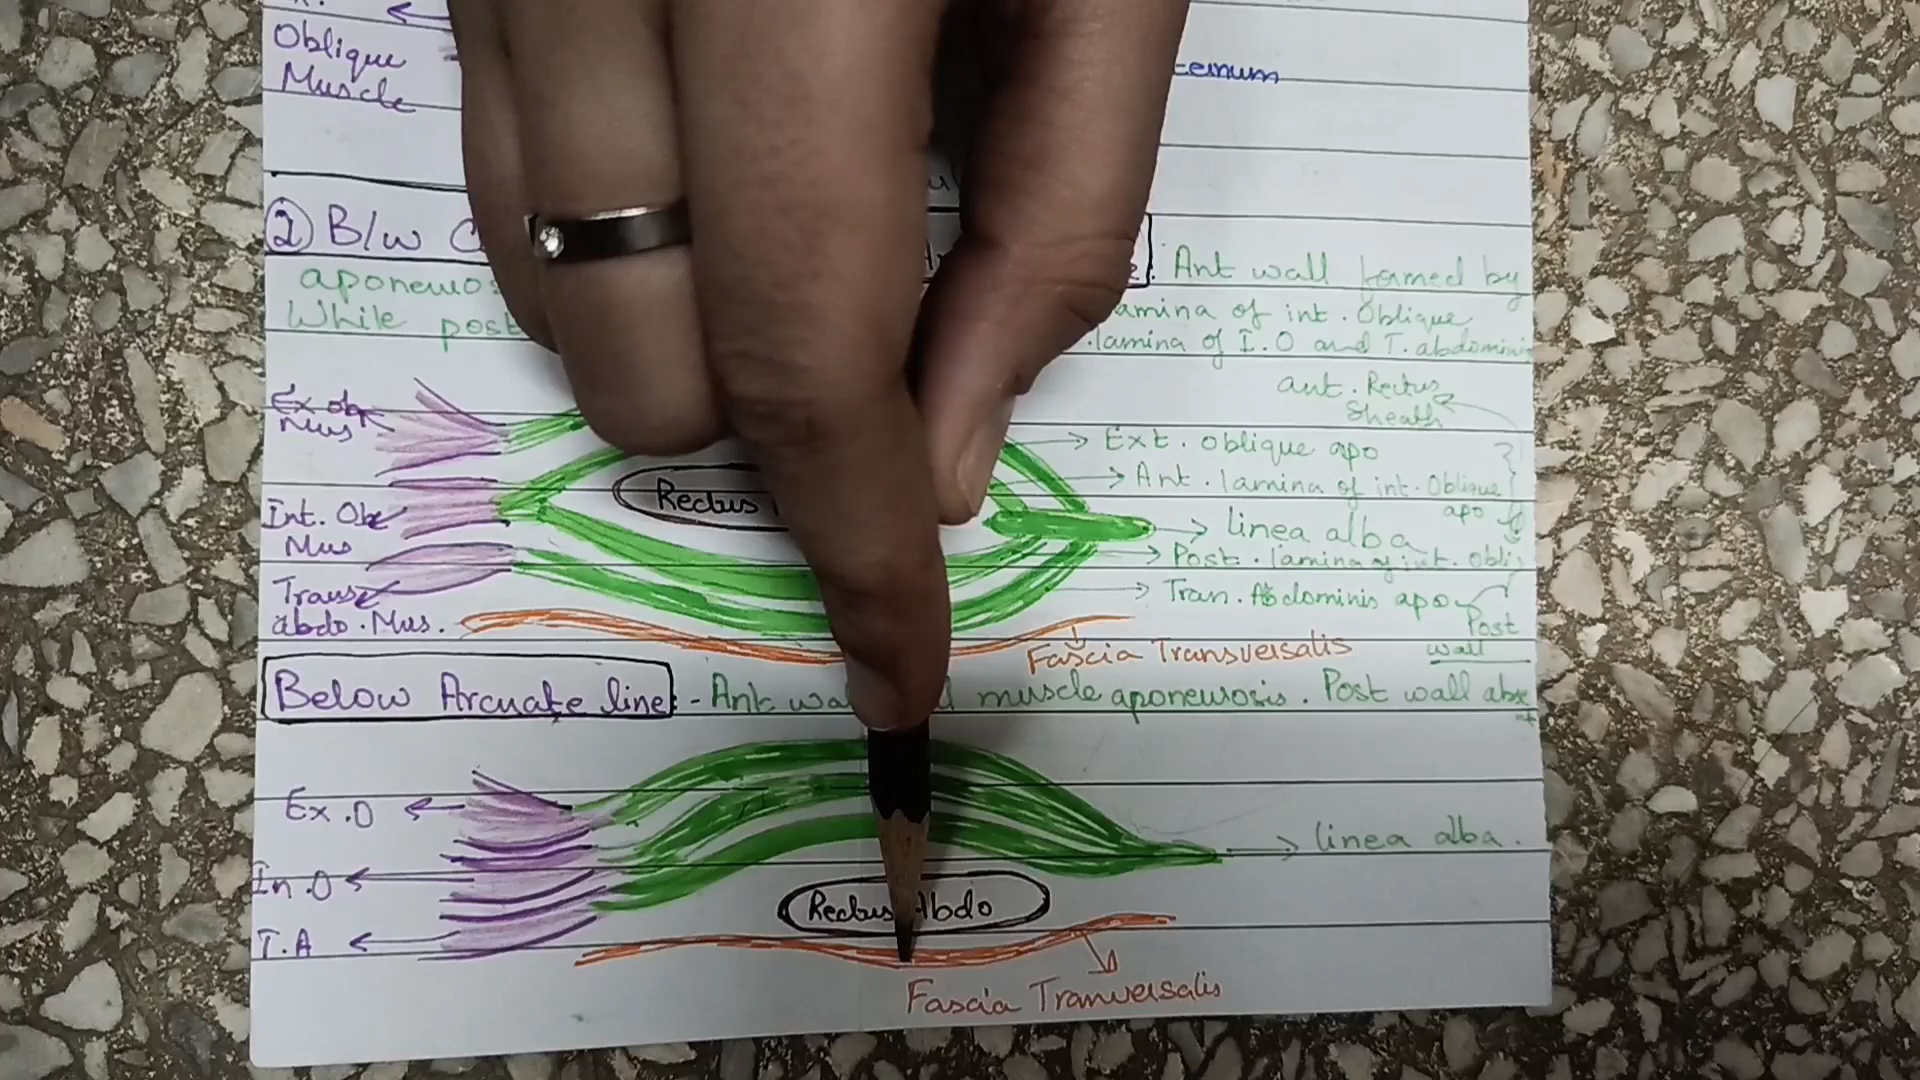 Oblique
Muscle
ternum
② B/w
: Ant wall formed by
aponeuros
amina of int. Oblique
While post
.lamina of I.O and T. abdominis
ant. Rectus
Sheath
Ex. ob
Mus
Ext. oblique apo
Ant. lamina of int. Oblique
apo
Rectus
Int. Ob
Mus
linea alba
Post. lamina of int. Obli
Trans
abdo. Mus.
Tran. Abdominis apo
Post
wall
Fascia Transversalis
Below Arcuate line: - Ant wa muscle aponeurosis. Post wall abse
Ex.O
linea alba.
In.O
Rectus Abdo
T.A
Fascia Tranversalis